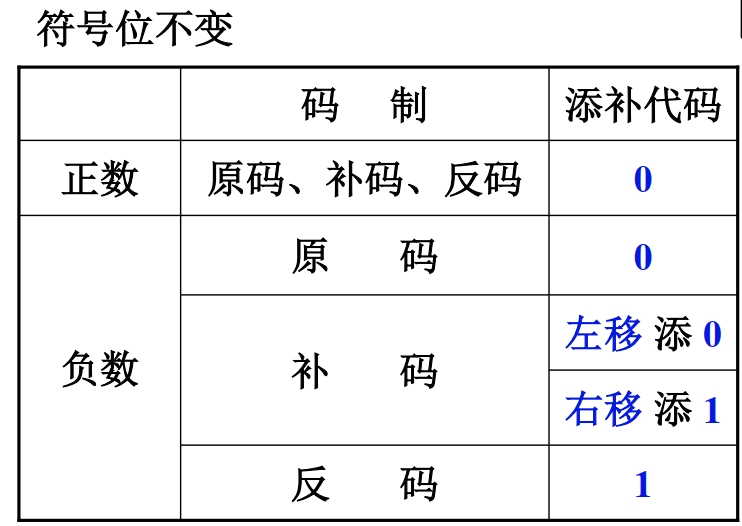 符号位不变
码 制 添补代码
正数 原码、补码、反码 0
负数 原 码 0
补 码 左移 添 0
右移 添 1
反 码 1